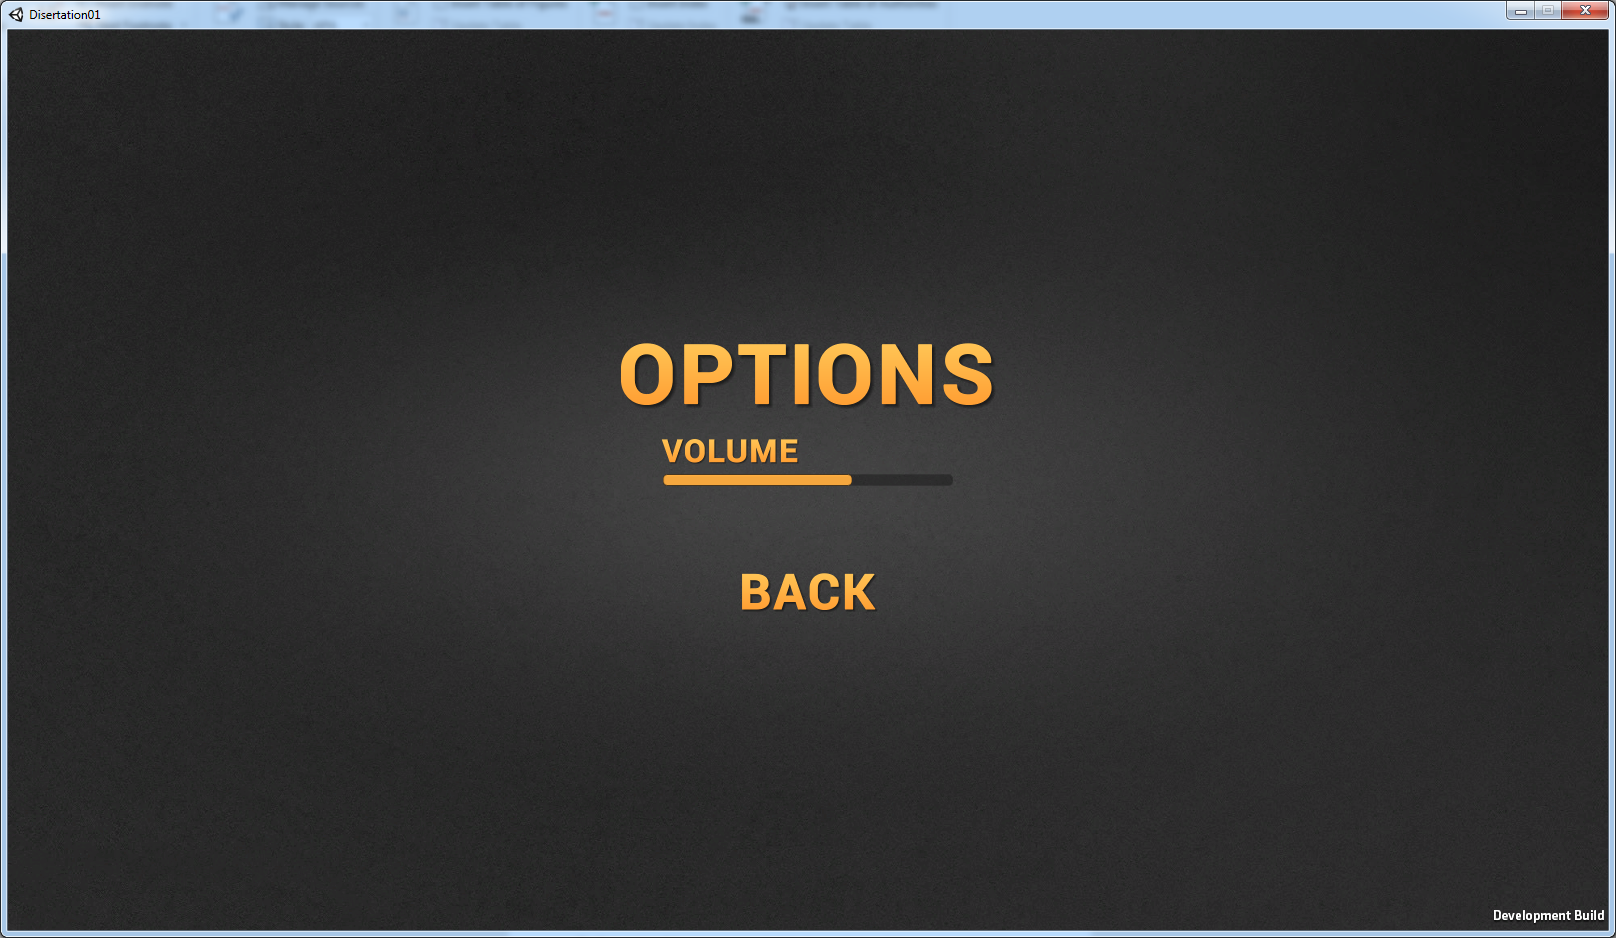 Disertation01
OPTIONS
VOLUME
BACK
Development Build